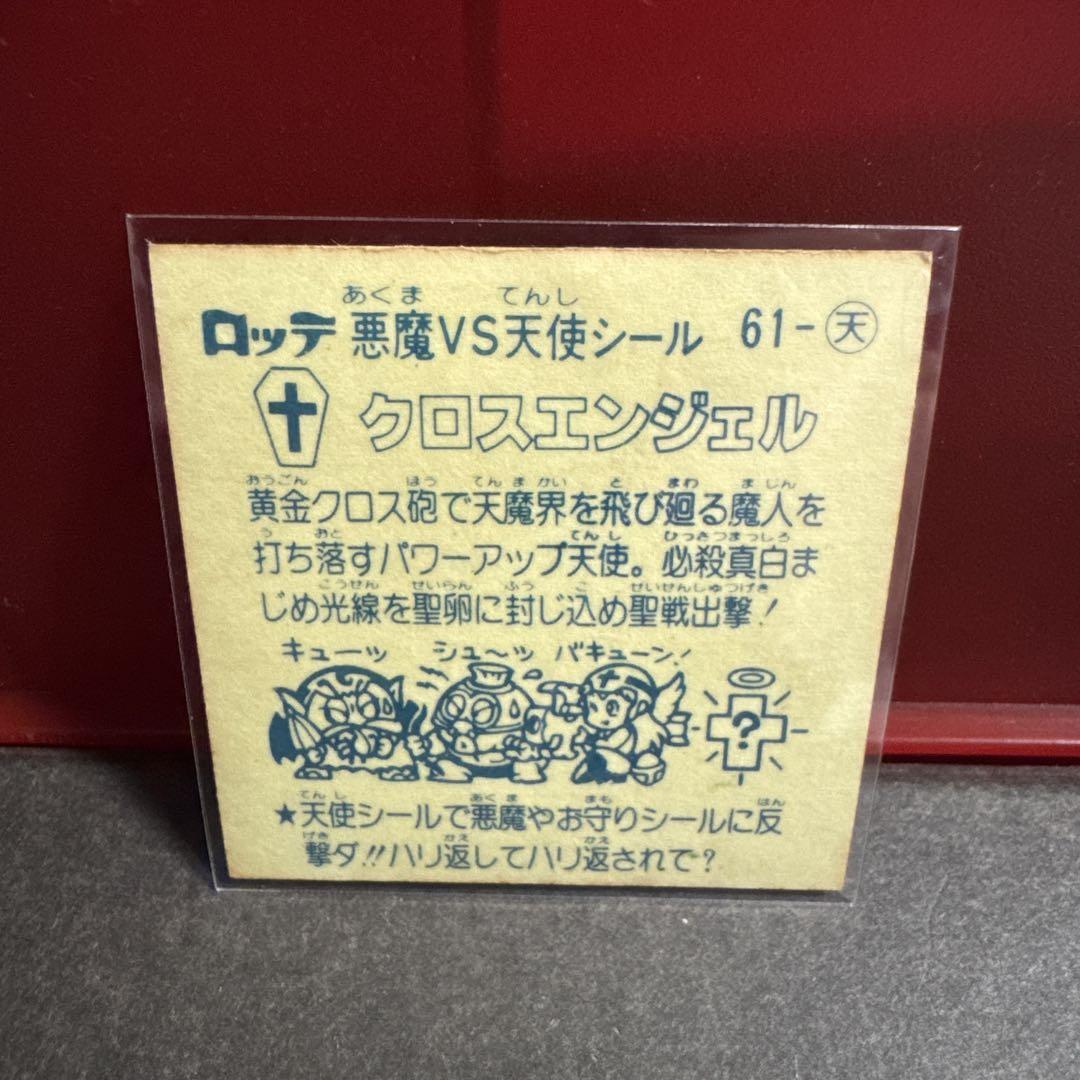 ロッテ 悪魔VS天使シール 61-天
あくま てんし
クロスエンジェル
おうごん ほう てんまかい と まわ まじん
黄金クロス砲で天魔界を飛び廻る魔人を
う おと てんし ひっさつまっしろ
打ち落すパワーアップ天使。必殺真白ま
こうせん せいらん ふう こ せいせんしゅつげき
じめ光線を聖卵に封じ込め聖戦出撃!
キューッ シュ〜ッ バキューン!
?
てんし あくま まも はん
★天使シールで悪魔やお守りシールに反
げき かえ かえ
撃ダ!!ハリ返してハリ返されで?